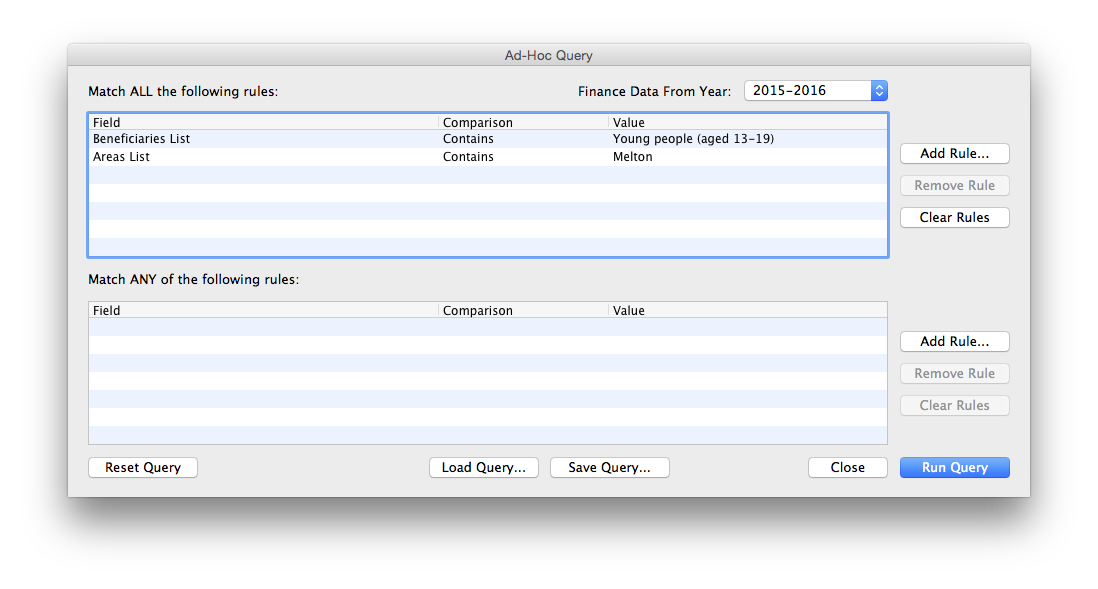 Ad-Hoc Query
Match ALL the following rules: Finance Data From Year: 2015-2016
Field Comparison Value
Beneficiaries List Contains Young people (aged 13-19)
Areas List Contains Melton
Add Rule...
Remove Rule
Clear Rules
Match ANY of the following rules:
Field Comparison Value
Add Rule...
Remove Rule
Clear Rules
Reset Query Load Query... Save Query... Close Run Query